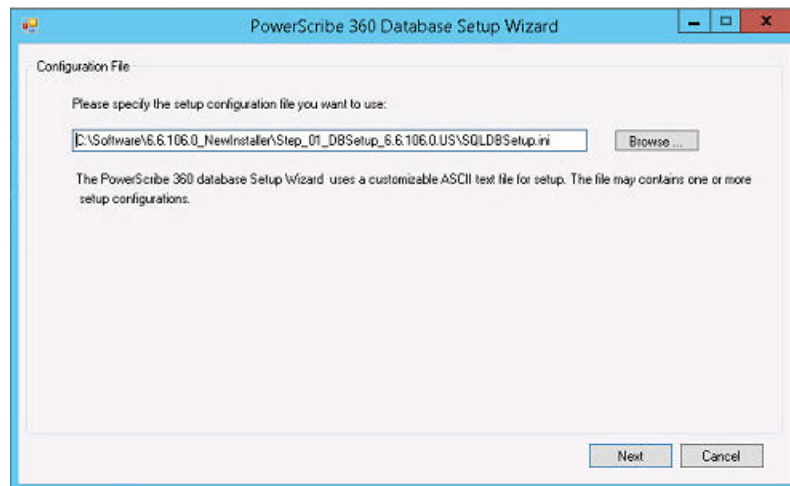 PowerScribe 360 Database Setup Wizard
Configuration File
Please specify the setup configuration file you want to use:
C:\Software\6.6.106.0_NewInstaller\Step_01_DBSetup_6.6.106.0.US\SQLDBSetup.ini
Browse ...
The PowerScribe 360 database Setup Wizard uses a customizable ASCII text file for setup. The file may contains one or more
setup configurations.
Next
Cancel